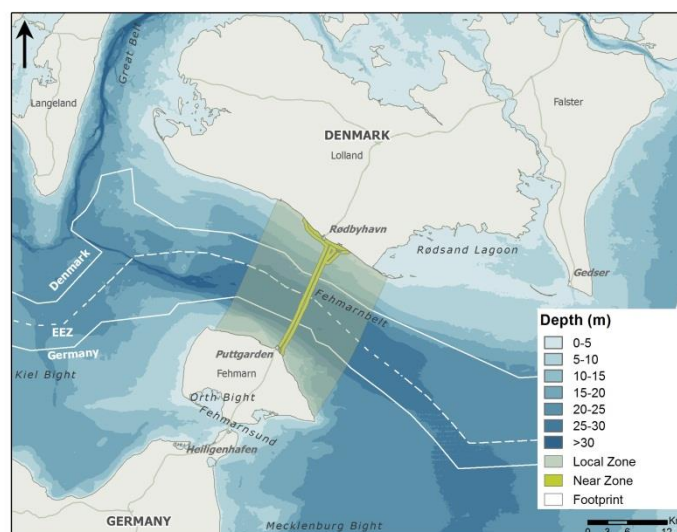 Great Belt
Langeland
DENMARK
Lolland
Falster
Rødbyhavn
Rødsand Lagoon
Gedser
Denmark
EEZ
Germany
Fehmarnbelt
Kiel Bight
Puttgarden
Fehmarn
Orth Bight
Fehmarnsund
Heiligenhafen
GERMANY
Mecklenburg Bight
Depth (m)
0-5
5-10
10-15
15-20
20-25
25-30
>30
Local Zone
Near Zone
Footprint
0 3 6 12